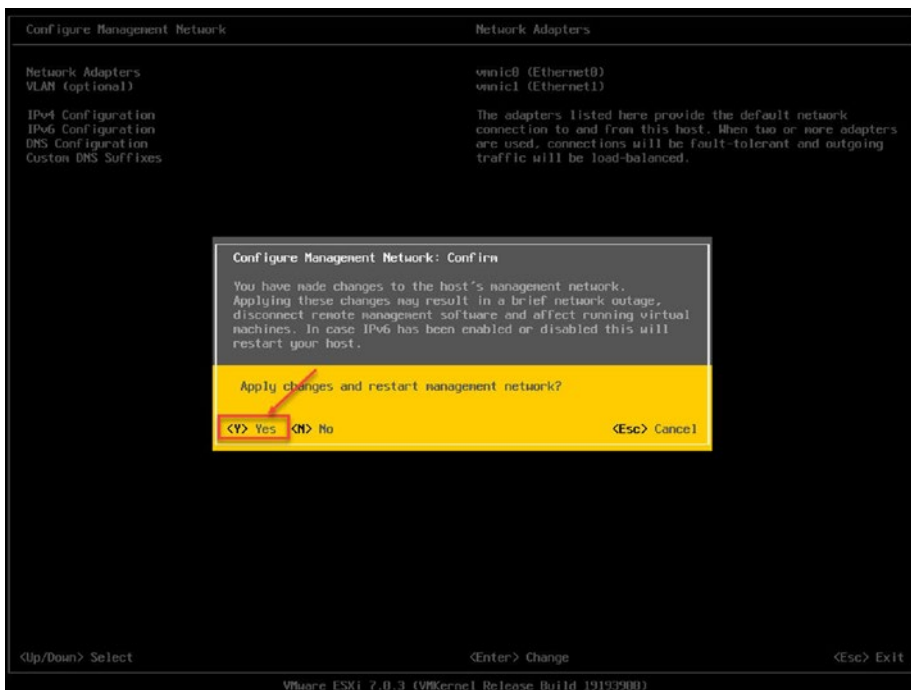 Configure Management Network
Network Adapters
Network Adapters
VLAN (optional)
IPv4 Configuration
IPv6 Configuration
DNS Configuration
Custom DNS Suffixes
vmnic0 (Ethernet0)
vmnic1 (Ethernet1)
The adapters listed here provide the default network
connection to and from this host. When two or more adapters
are used, connections will be fault-tolerant and outgoing
traffic will be load-balanced.
Configure Management Network: Confirm
You have made changes to the host's management network.
Applying these changes may result in a brief network outage,
disconnect remote management software and affect running virtual
machines. In case IPv6 has been enabled or disabled this will
restart your host.
Apply changes and restart management network?
<Y> Yes <N> No <Esc> Cancel
<Up/Down> Select <Enter> Change <Esc> Exit
VMware ESXi 7.0.3 (VMKernel Release Build 19193900)